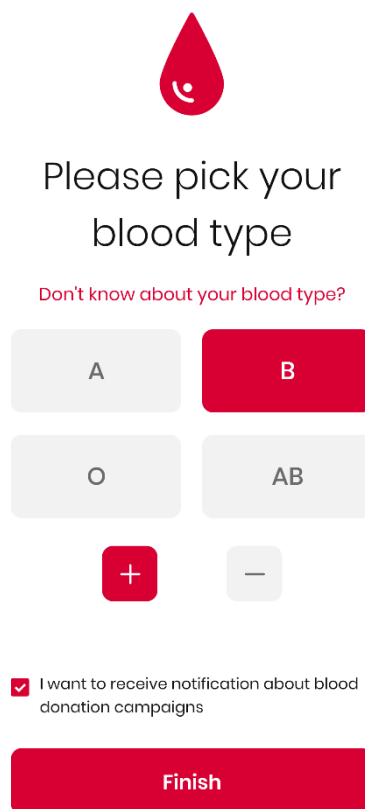 Please pick your
blood type
Don't know about your blood type?
A
B
O
AB
+
−
I want to receive notification about blood
donation campaigns
Finish